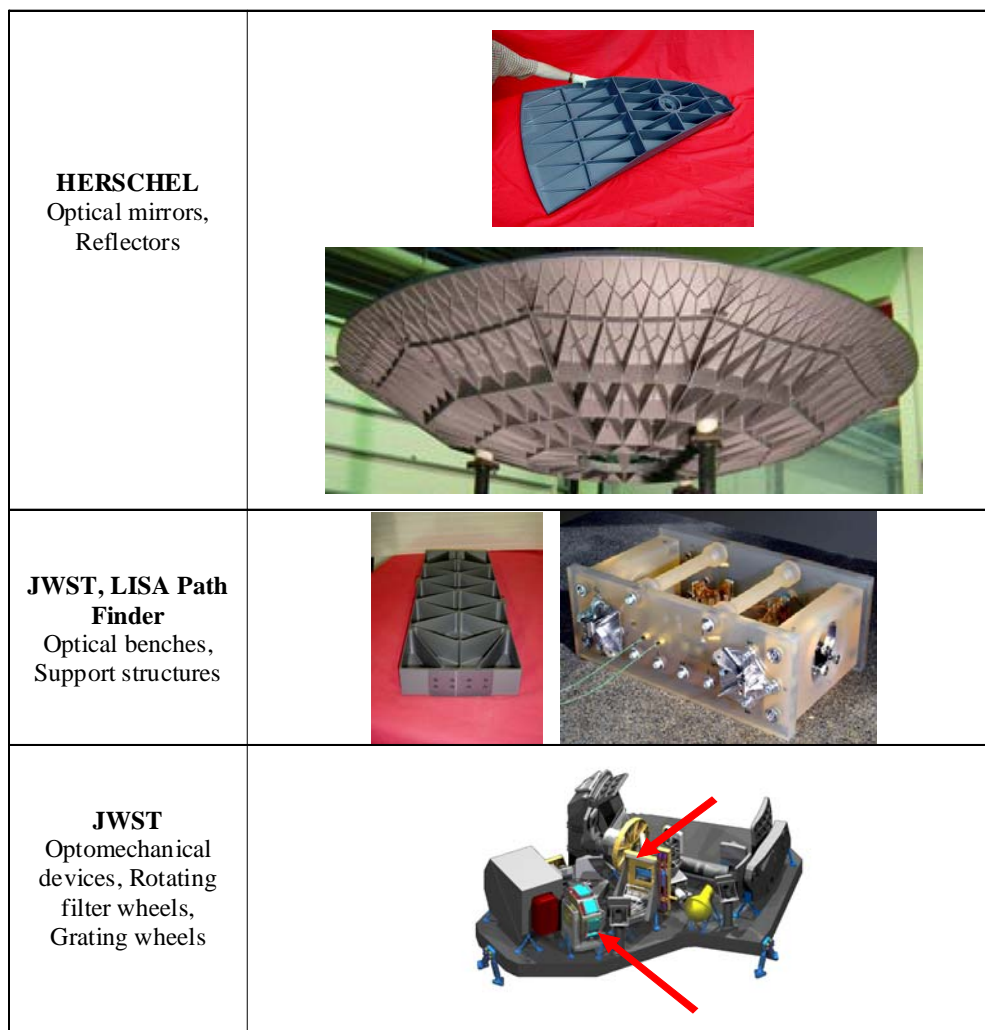 HERSCHEL
Optical mirrors,
Reflectors
JWST, LISA Path
Finder
Optical benches,
Support structures
JWST
Optomechanical
devices, Rotating
filter wheels,
Grating wheels